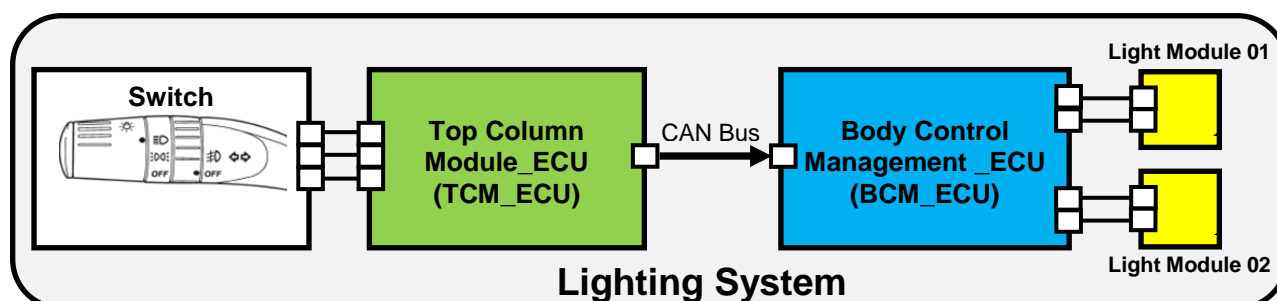 Light Module 01
Switch
OFF
OFF
Top Column
Module_ECU
(TCM_ECU)
CAN Bus
Body Control
Management _ECU
(BCM_ECU)
Light Module 02
Lighting System